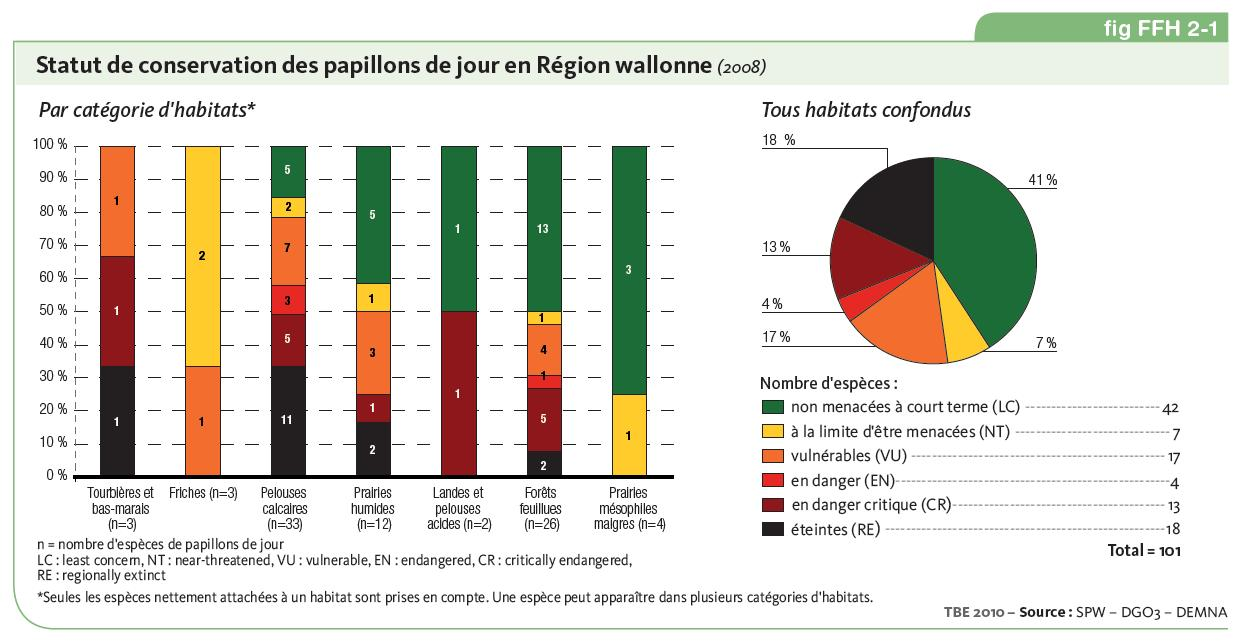 fig FFH 2-1
Statut de conservation des papillons de jour en Région wallonne (2008)
Par catégorie d'habitats*
100 %
90 %
80 %
70 %
60 %
50 %
40 %
30 %
20 %
10 %
0 %
1
1
1
2
1
5
2
7
3
5
11
5
1
3
1
2
1
1
13
1
4
1
5
2
3
1
Tourbières et
bas-marais
(n=3)
Friches (n=3)
Pelouses
calcaires
(n=33)
Prairies
humides
(n=12)
Landes et
pelouses
acides (n=2)
Forêts
feuillues
(n=26)
Prairies
mésophiles
maigres (n=4)
n = nombre d'espèces de papillons de jour
LC : least concern, NT : near-threatened, VU : vulnerable, EN : endangered, CR : critically endangered,
RE : regionally extinct
*Seules les espèces nettement attachées à un habitat sont prises en compte. Une espèce peut apparaître dans plusieurs catégories d'habitats.
Tous habitats confondus
18 %
41 %
13 %
4 %
17 %
7 %
Nombre d'espèces :
non menacées à court terme (LC) 42
à la limite d'être menacées (NT) 7
vulnérables (VU) 17
en danger (EN) 4
en danger critique (CR) 13
éteintes (RE) 18
Total = 101
TBE 2010 – Source : SPW – DGO3 – DEMNA